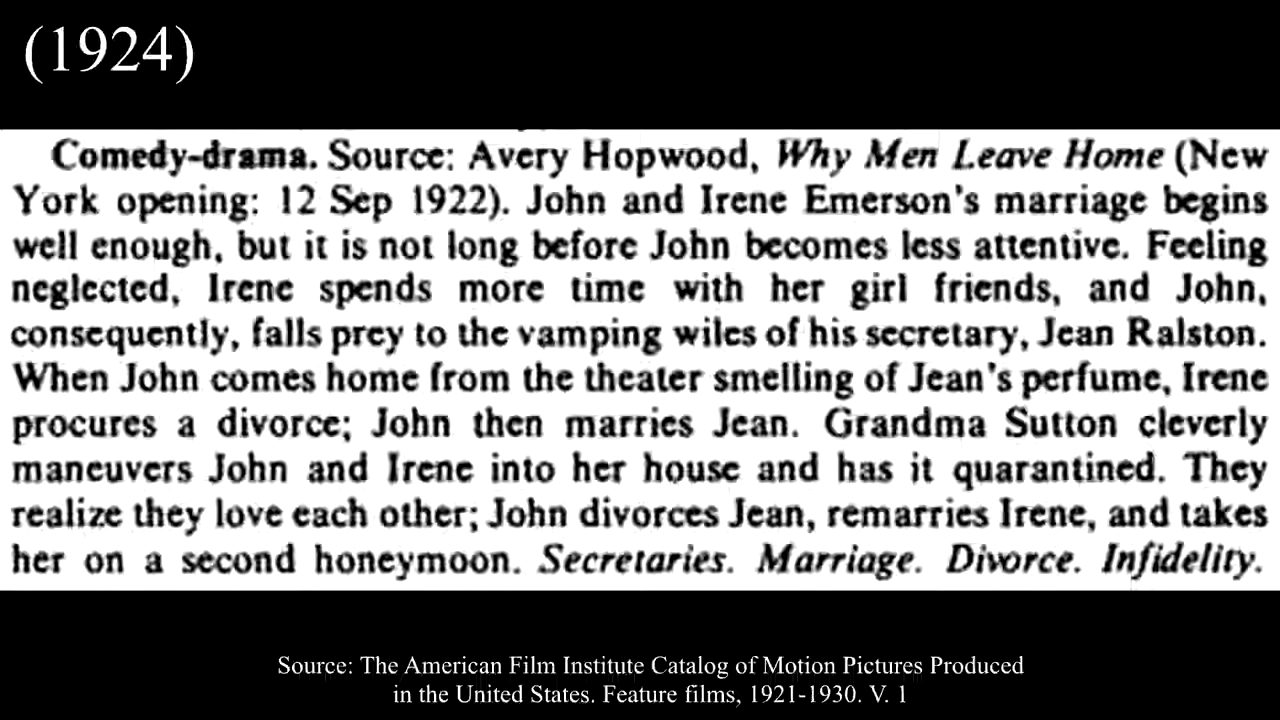 (1924)
Comedy-drama. Source: Avery Hopwood, Why Men Leave Home (New
York opening: 12 Sep 1922). John and Irene Emerson's marriage begins
well enough, but it is not long before John becomes less attentive. Feeling
neglected, Irene spends more time with her girl friends, and John,
consequently, falls prey to the vamping wiles of his secretary, Jean Ralston.
When John comes home from the theater smelling of Jean's perfume, Irene
procures a divorce; John then marries Jean. Grandma Sutton cleverly
maneuvers John and Irene into her house and has it quarantined. They
realize they love each other; John divorces Jean, remarries Irene, and takes
her on a second honeymoon. Secretaries. Marriage. Divorce. Infidelity.
Source: The American Film Institute Catalog of Motion Pictures Produced
in the United States. Feature films, 1921-1930. V. 1